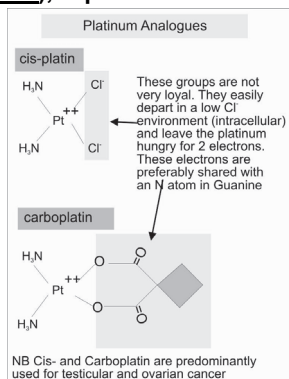 Platinum Analogues
cis-platin
H₃N
Cl⁻
++
Pt
H₃N
Cl⁻
These groups are not
very loyal. They easily
depart in a low Cl⁻
environment (intracellular)
and leave the platinum
hungry for 2 electrons.
These electrons are
preferably shared with
an N atom in Guanine
carboplatin
H₃N
O
O
++
Pt
O
O
H₃N
NB Cis- and Carboplatin are predominantly
used for testicular and ovarian cancer